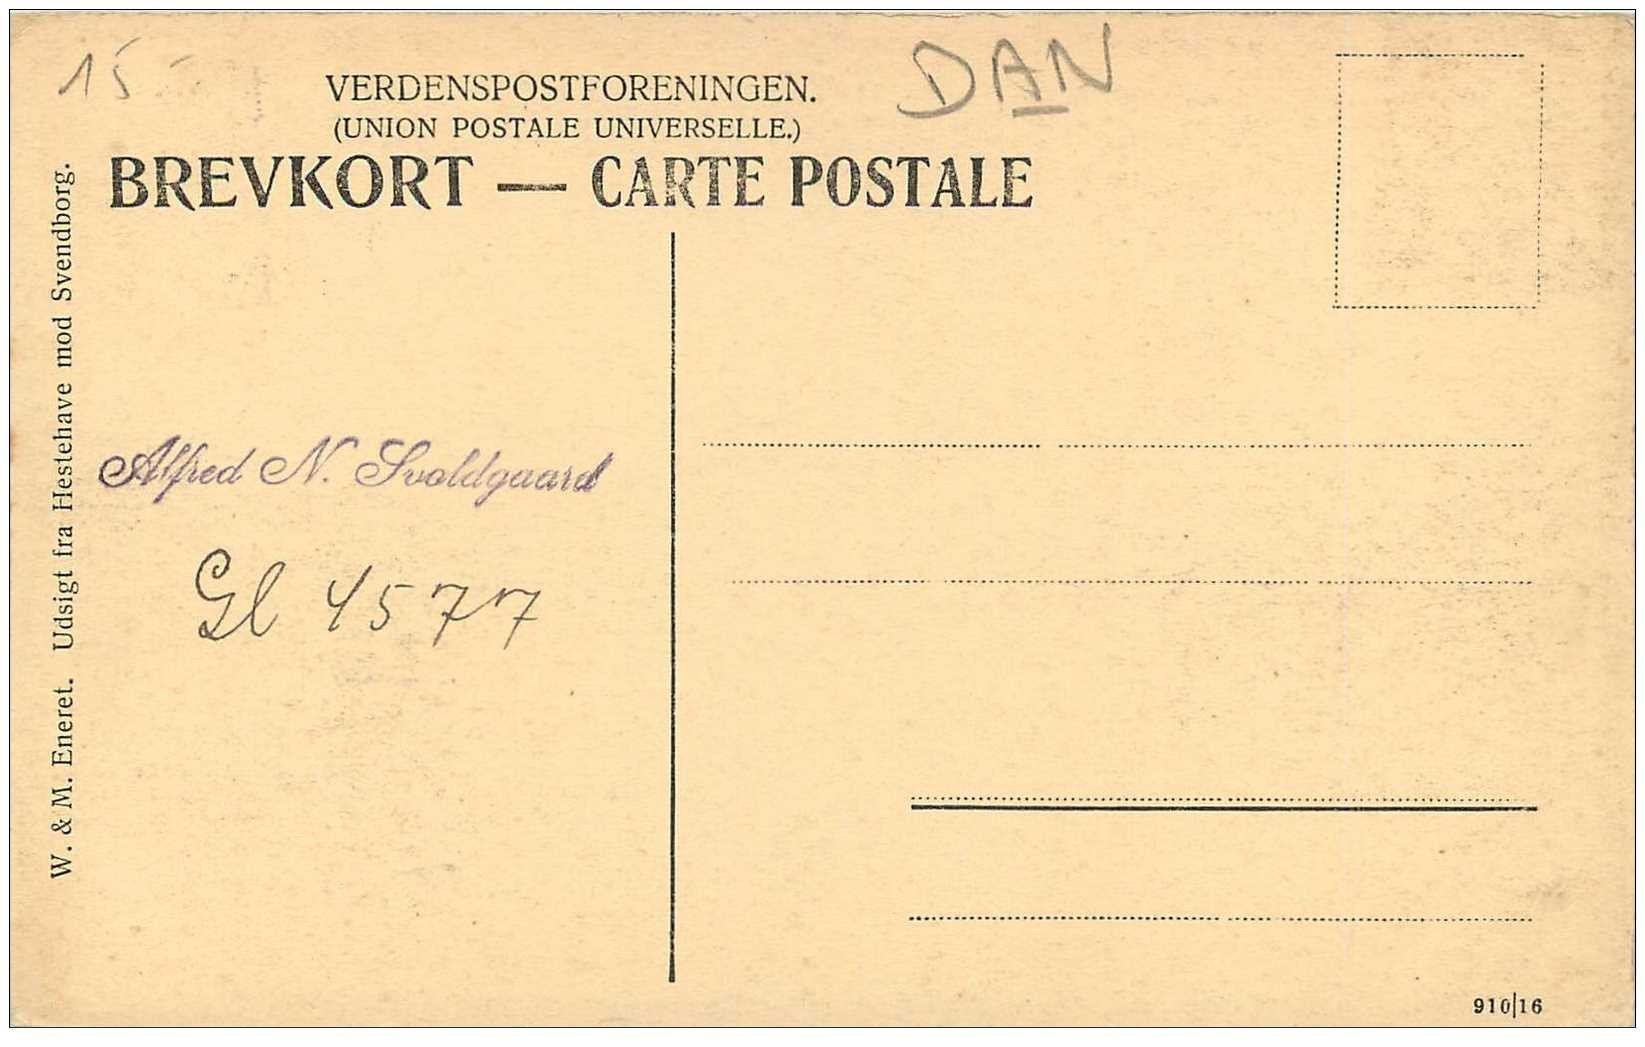 15-
DAN
VERDENSPOSTFORENINGEN.
(UNION POSTALE UNIVERSELLE.)
BREVKORT — CARTE POSTALE
W. & M. Eneret. Udsigt fra Hestehave mod Svendborg.
Alfred N. Svoldgaard
Gl 4577
910|16